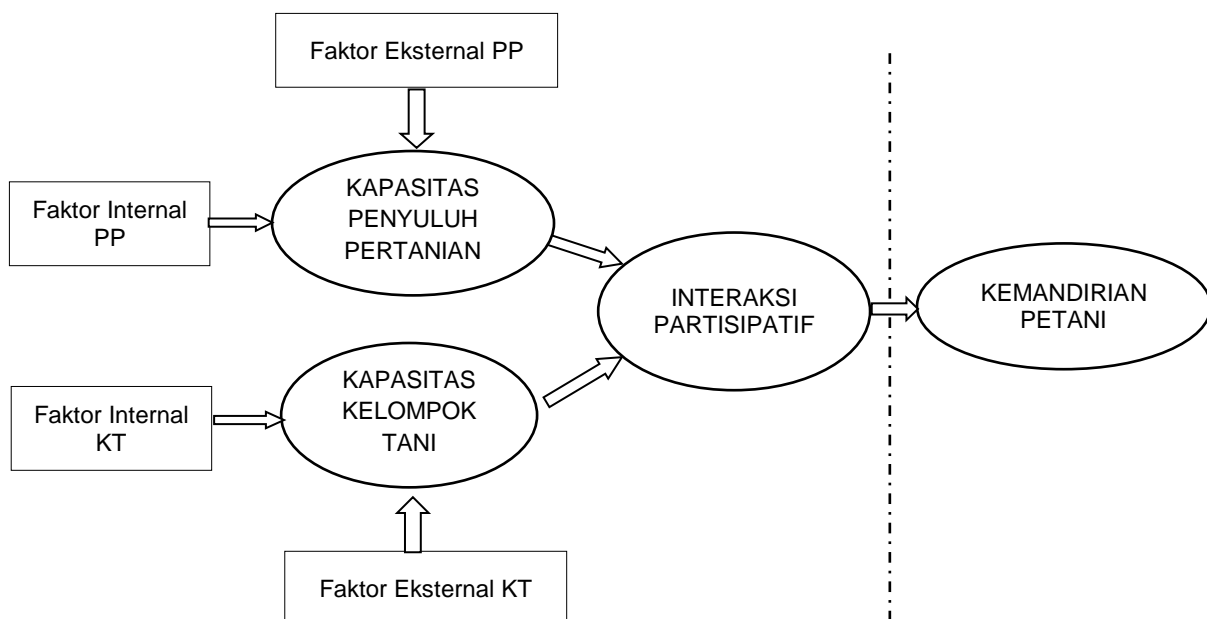 Faktor Eksternal PP
Faktor Internal
PP
KAPASITAS
PENYULUH
PERTANIAN
INTERAKSI
PARTISIPATIF
KEMANDIRIAN
PETANI
KAPASITAS
KELOMPOK
TANI
Faktor Internal
KT
Faktor Eksternal KT